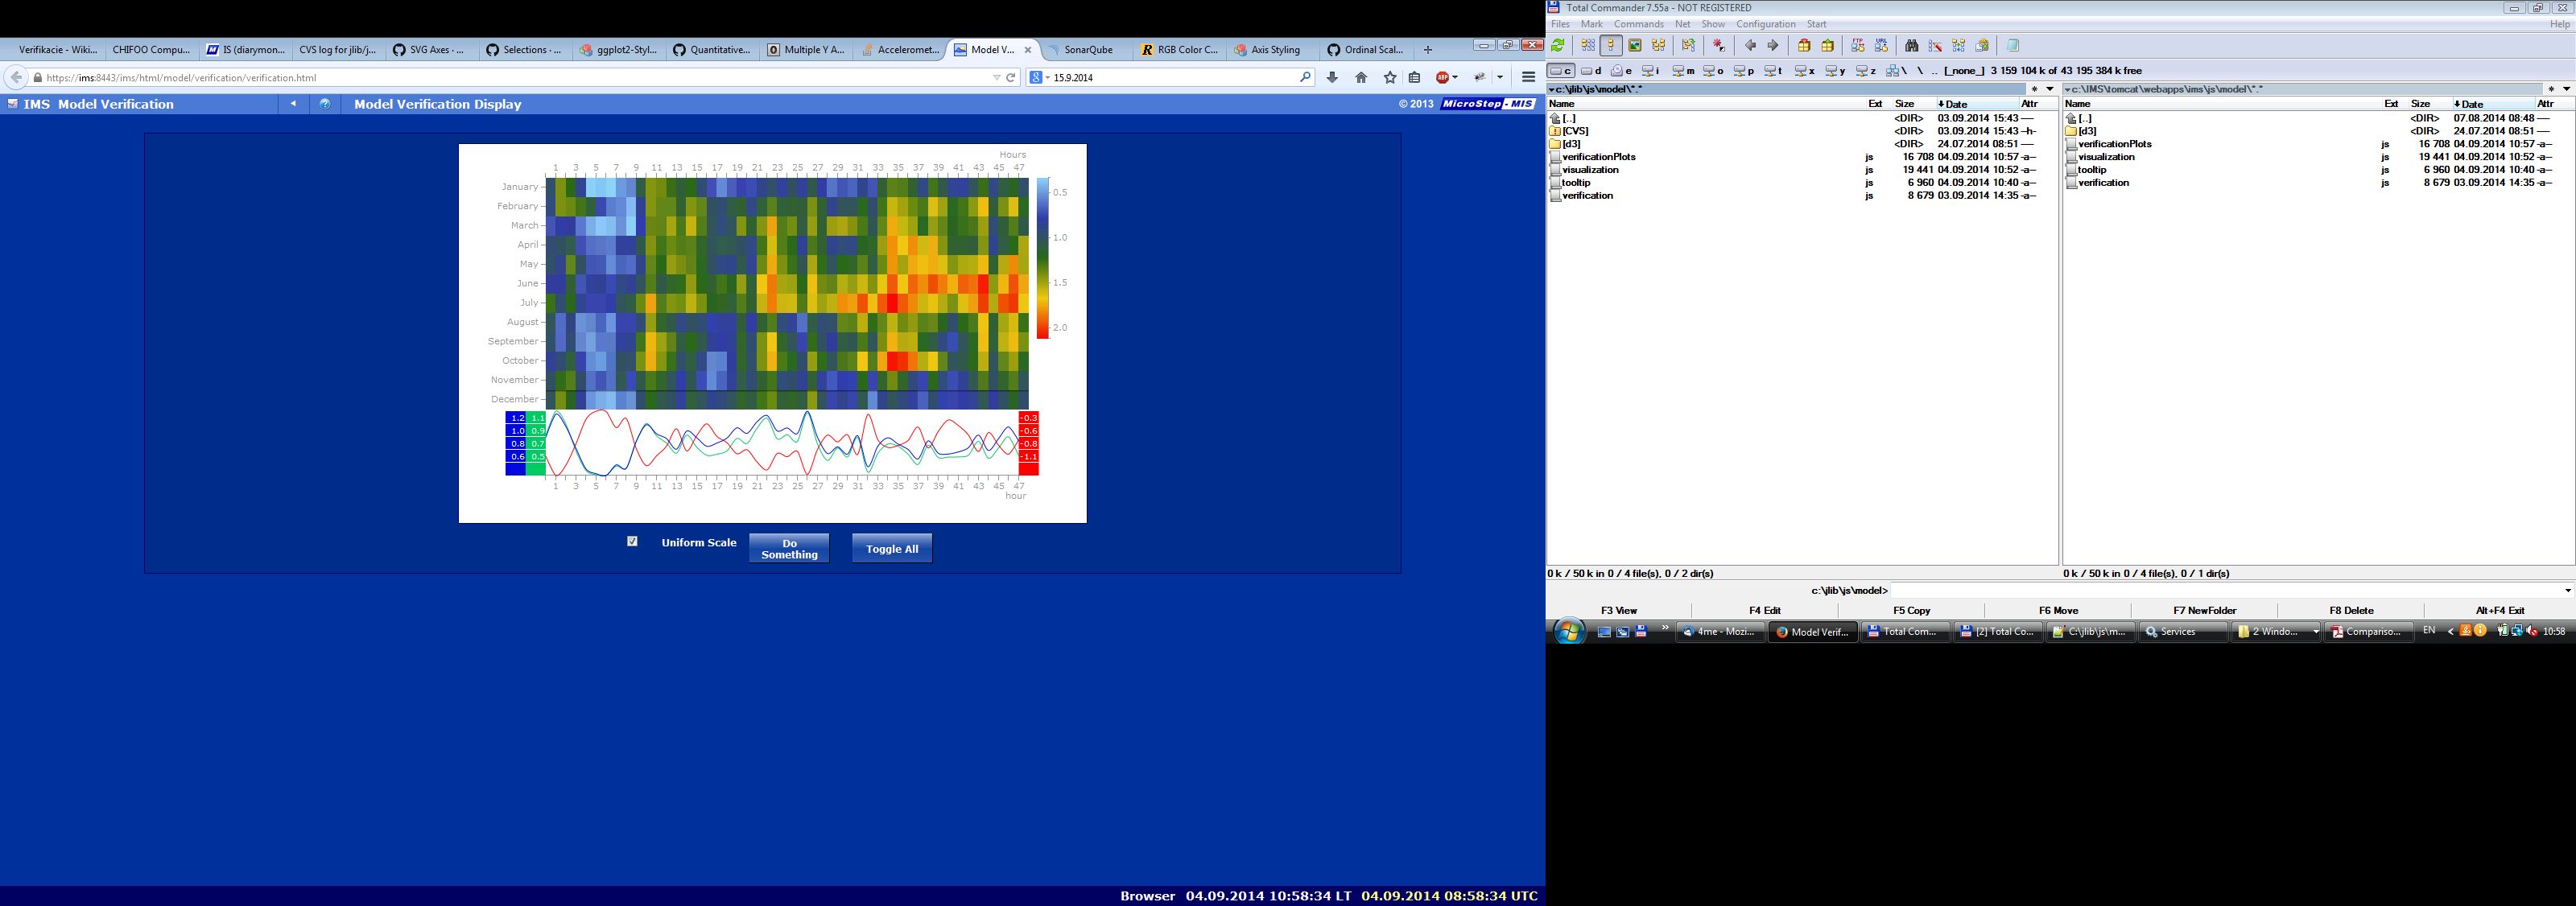 Verifikacie - Wiki... CHIFOO Compu... IS (diarymon... CVS log for jlib/j... SVG Axes · ... Selections · ... ggplot2-Styl... Quantitative... Multiple Y A... Acceleromet... Model V... SonarQube RGB Color C... Axis Styling Ordinal Scal...
https://ims:8443/ims/html/model/verification/verification.html 15.9.2014 ABP
IMS Model Verification Model Verification Display © 2013 MicroStep - MIS
Hours
1 3 5 7 9 11 13 15 17 19 21 23 25 27 29 31 33 35 37 39 41 43 45 47
January
February
March
April
May
June
July
August
September
October
November
December
0.5
1.0
1.5
2.0
1.2 1.1 -0.3
1.0 0.9 -0.6
0.8 0.7 -0.8
0.6 0.5 -1.1
1 3 5 7 9 11 13 15 17 19 21 23 25 27 29 31 33 35 37 39 41 43 45 47
hour
Uniform Scale Do Something Toggle All
Browser 04.09.2014 10:58:34 LT 04.09.2014 08:58:34 UTC
Total Commander 7.55a - NOT REGISTERED
Files Mark Commands Net Show Configuration Start Help
FTP URL
c d e i m o p t x y z \ \ .. [_none_] 3 159 104 k of 43 195 384 k free
c:\jlib\js\model\*.* * 
Name Ext Size Date Attr
[..] <DIR> 03.09.2014 15:43 ----
[CVS] <DIR> 03.09.2014 15:43 --h-
[d3] <DIR> 24.07.2014 08:51 ----
verificationPlots js 16 708 04.09.2014 10:57 -a--
visualization js 19 441 04.09.2014 10:52 -a--
tooltip js 6 960 04.09.2014 10:40 -a--
verification js 8 679 03.09.2014 14:35 -a--
0 k / 50 k in 0 / 4 file(s), 0 / 2 dir(s)
c:\IMS\tomcat\webapps\ims\js\model\*.* *
Name Ext Size Date Attr
[..] <DIR> 07.08.2014 08:48 ----
[d3] <DIR> 24.07.2014 08:51 ----
verificationPlots js 16 708 04.09.2014 10:57 -a--
visualization js 19 441 04.09.2014 10:52 -a--
tooltip js 6 960 04.09.2014 10:40 -a--
verification js 8 679 03.09.2014 14:35 -a--
0 k / 50 k in 0 / 4 file(s), 0 / 1 dir(s)
c:\jlib\js\model>
F3 View F4 Edit F5 Copy F6 Move F7 NewFolder F8 Delete Alt+F4 Exit
4me - Mozi... Model Verif... Total Com... [2] Total Co... C:\jlib\js\m... Services 2 Windo... Compariso... EN 10:58